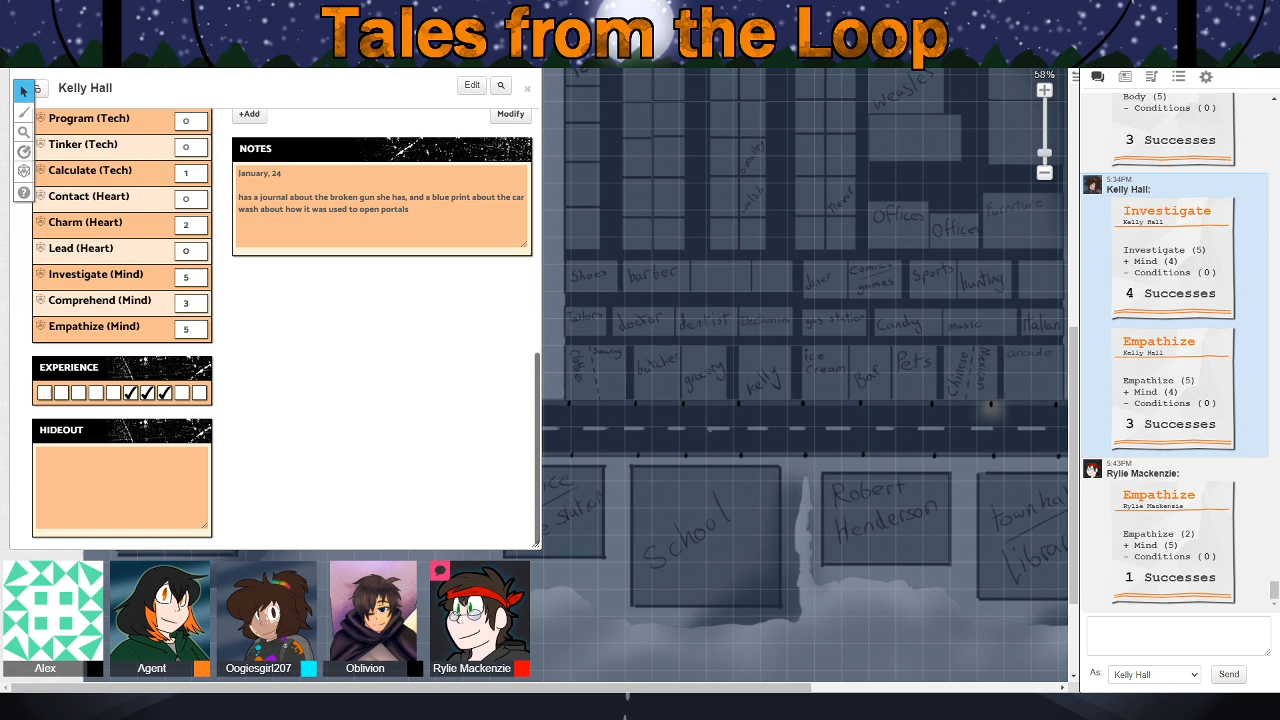 Tales from the Loop
Kelly Hall
Edit
Program (Tech) 0
Tinker (Tech) 0
Calculate (Tech) 1
Contact (Heart) 0
Charm (Heart) 2
Lead (Heart) 0
Investigate (Mind) 5
Comprehend (Mind) 3
Empathize (Mind) 5
EXPERIENCE
HIDEOUT
+Add
Modify
NOTES
January, 24
has a journal about the broken gun she has, and a blue print about the car
wash about how it was used to open portals
58%
weasles
Trevor
Offices
Offices
Furniture
Shoes
barber
diner
Comics
games
Sports
hunting
Tailors
doctor
dentist
Electronics
gas station
Candy
music
Italian
butcher
grocery
Kelly
ice
Cream
Bar
Pets
Mexican
arcade
School
Robert
Henderson
townhall
Library
Alex
Agent
Oogiesgirl207
Oblivion
Rylie Mackenzie
Body (5)
- Conditions (0)
3 Successes
5:34PM
Kelly Hall:
Investigate
Kelly Hall
Investigate (5)
+ Mind (4)
- Conditions (0)
4 Successes
Empathize
Kelly Hall
Empathize (5)
+ Mind (4)
- Conditions (0)
3 Successes
5:43PM
Rylie Mackenzie:
Empathize
Rylie Mackenzie
Empathize (2)
+ Mind (5)
- Conditions (0)
1 Successes
As:
Kelly Hall
Send